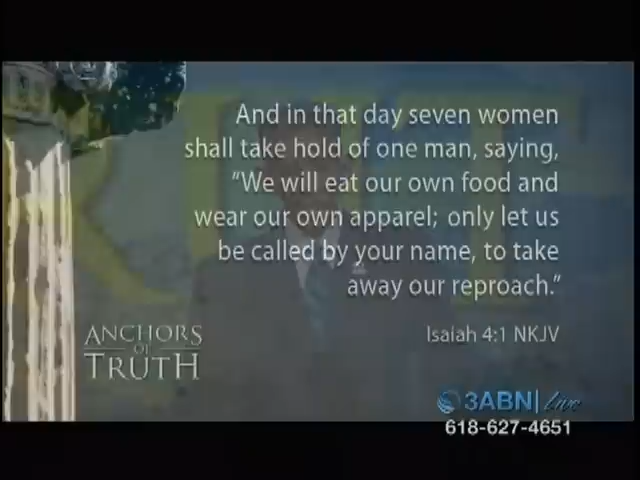 And in that day seven women
shall take hold of one man, saying,
“We will eat our own food and
wear our own apparel; only let us
be called by your name, to take
away our reproach.”
Isaiah 4:1 NKJV
ANCHORS
OF
TRUTH
3ABN Live
618-627-4651